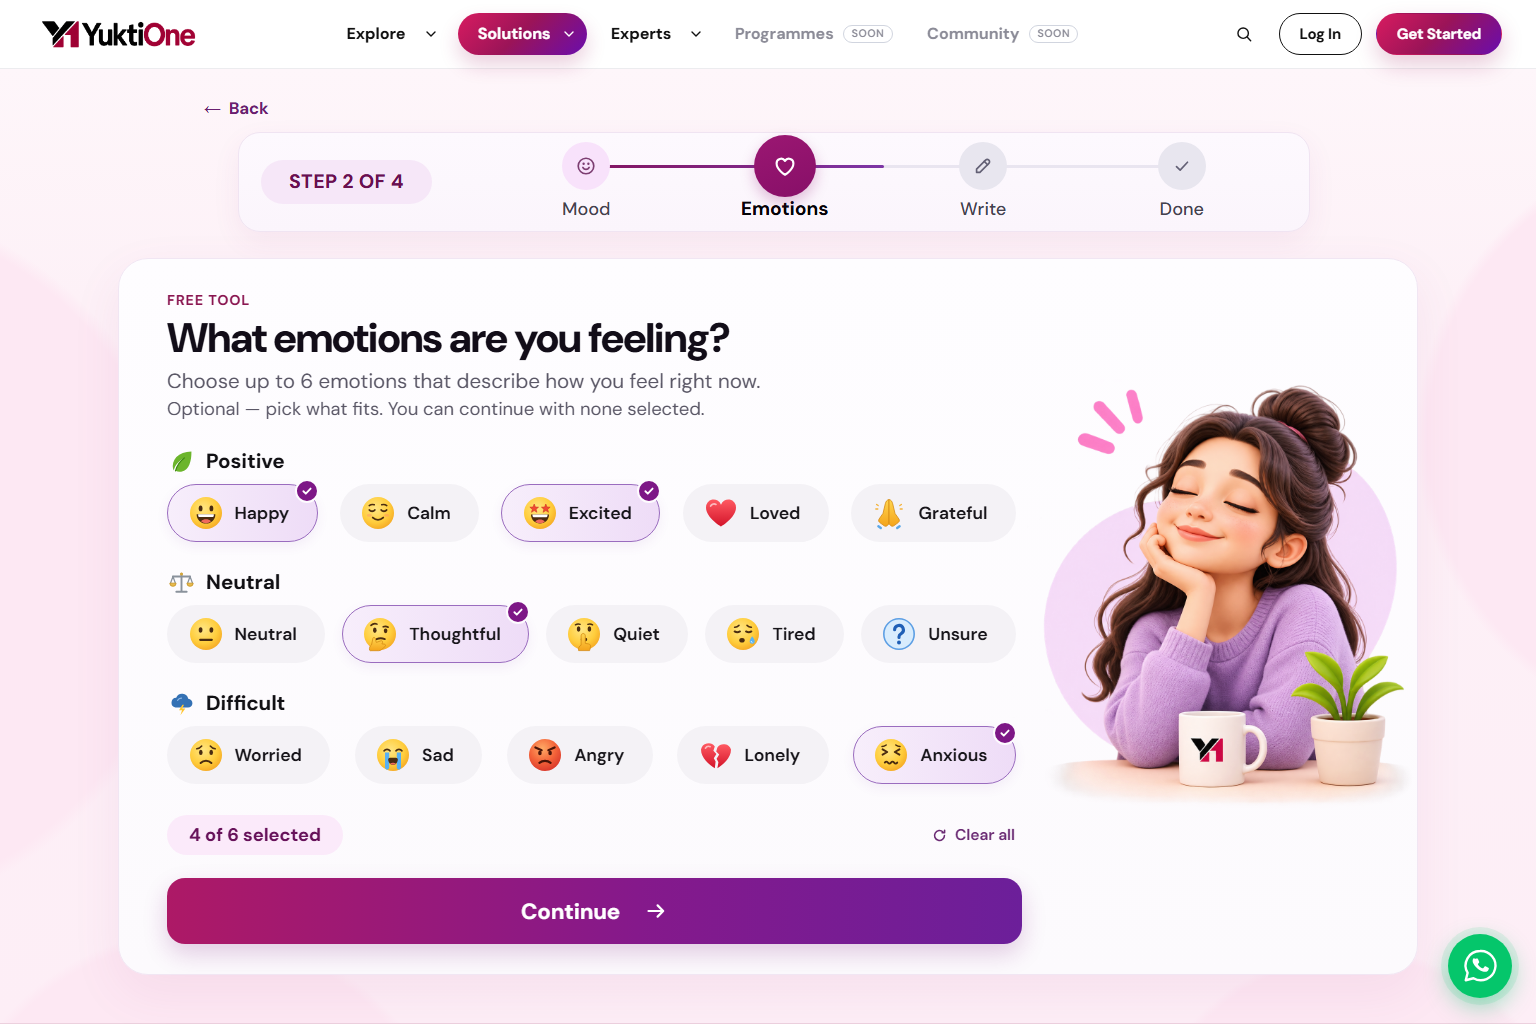 YuktiOne
Explore
Solutions
Experts
Programmes SOON
Community SOON
Log In
Get Started
← Back
STEP 2 OF 4
Mood
Emotions
Write
Done
FREE TOOL
What emotions are you feeling?
Choose up to 6 emotions that describe how you feel right now.
Optional — pick what fits. You can continue with none selected.
Positive
Happy
Calm
Excited
Loved
Grateful
Neutral
Neutral
Thoughtful
Quiet
Tired
Unsure
Difficult
Worried
Sad
Angry
Lonely
Anxious
4 of 6 selected
Clear all
Continue →